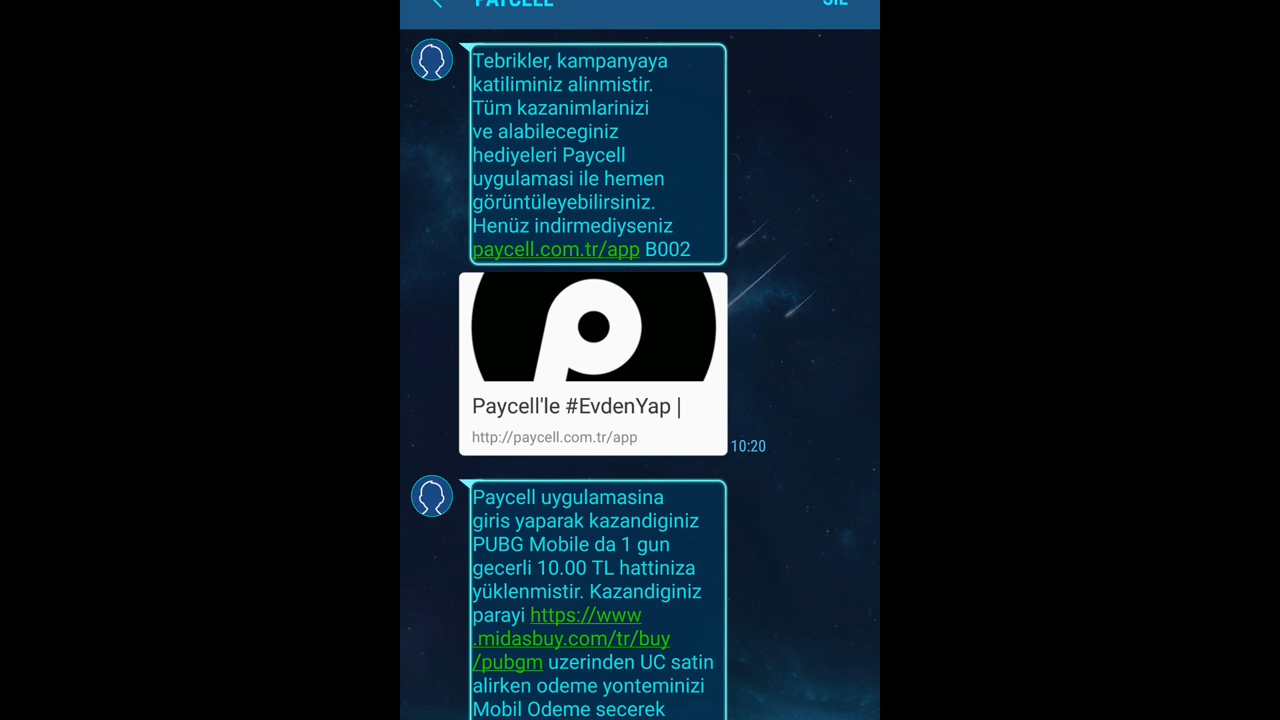 PAYCELL
SİL
Tebrikler, kampanyaya
katiliminiz alinmistir.
Tüm kazanimlarinizi
ve alabileceginiz
hediyeleri Paycell
uygulamasi ile hemen
görüntüleyebilirsiniz.
Henüz indirmediyseniz
paycell.com.tr/app B002
Paycell'le #EvdenYap |
http://paycell.com.tr/app
10:20
Paycell uygulamasina
giris yaparak kazandiginiz
PUBG Mobile da 1 gun
gecerli 10.00 TL hattiniza
yüklenmistir. Kazandiginiz
parayi https://www
.midasbuy.com/tr/buy
/pubgm uzerinden UC satin
alirken odeme yonteminizi
Mobil Odeme secerek